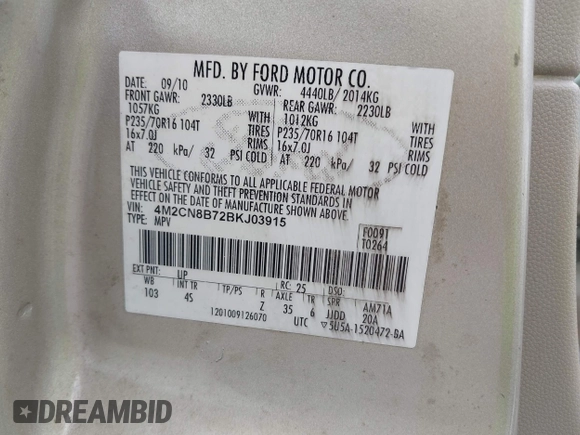 MFD. BY FORD MOTOR CO.
DATE: 09/10 GVWR: 4440LB/ 2014KG
FRONT GAWR: 2330LB REAR GAWR: 2230LB
1057KG WITH 1012KG WITH
P235/70R16 104T TIRES P235/70R16 104T TIRES
16x7.0J RIMS 16x7.0J RIMS
AT 220 kPa/ 32 PSI COLD AT 220 kPa/ 32 PSI COLD
THIS VEHICLE CONFORMS TO ALL APPLICABLE FEDERAL MOTOR
VEHICLE SAFETY AND THEFT PREVENTION STANDARDS IN
EFFECT ON THE DATE OF MANUFACTURE SHOWN ABOVE.
VIN: 4M2CN8B72BKJ03915
TYPE: MPV
F0091
T0264
EXT PNT: UP RC: 25 DSO:
WB INT TR TP/PS R AXLE TR SPR AM71A
103 4S Z 35 6 JJDD 20A
1201009126070 UTC ▽5U5A-1520472-BA
DREAMBID